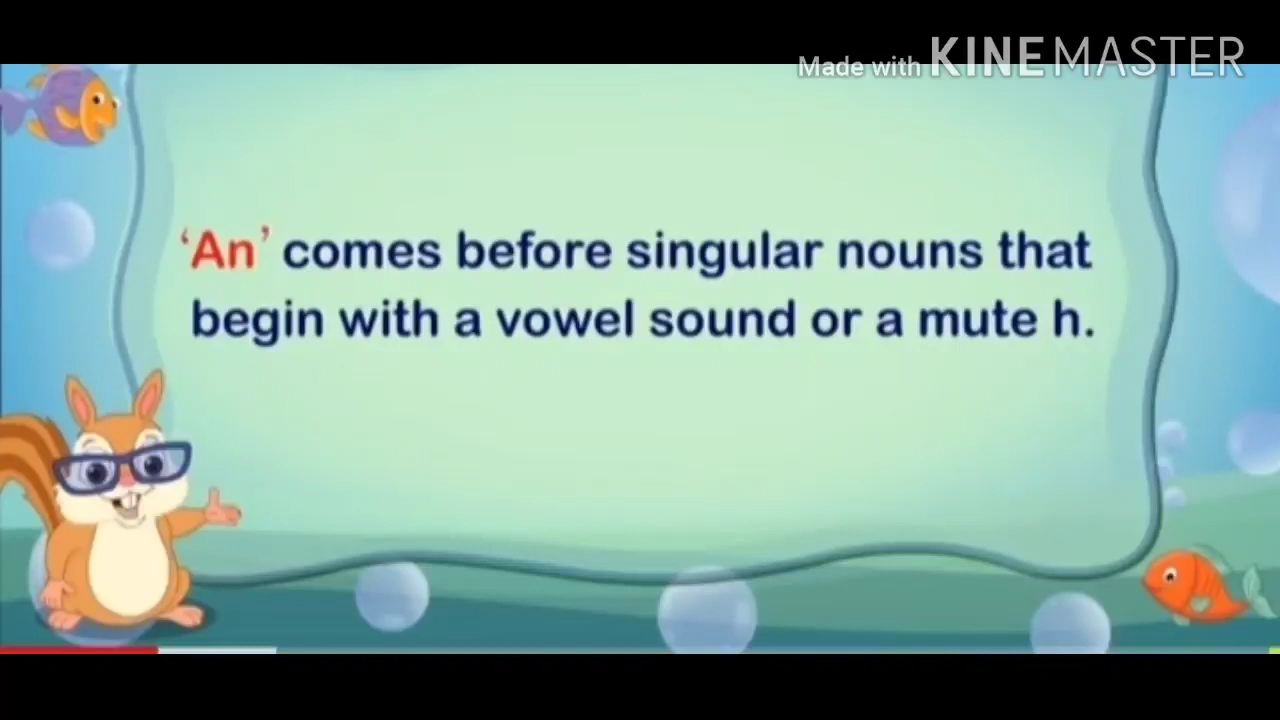 Made with KINEMASTER
‘An’ comes before singular nouns that
begin with a vowel sound or a mute h.